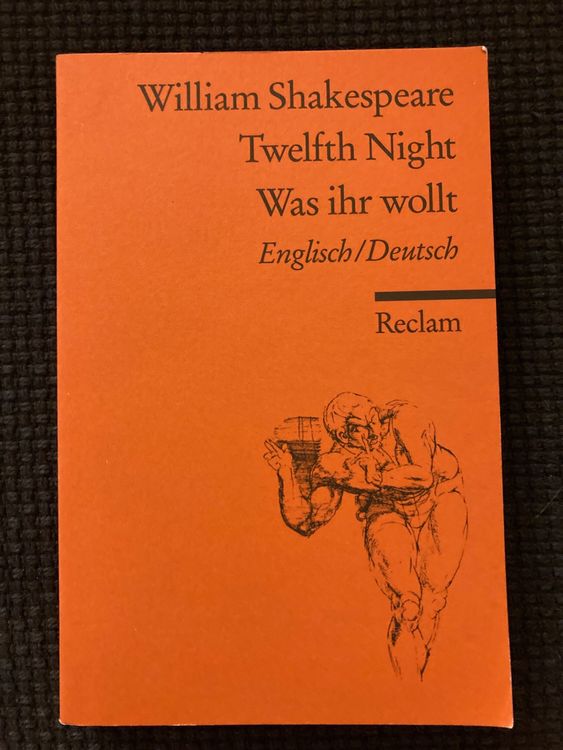 William Shakespeare
Twelfth Night
Was ihr wollt
Englisch/Deutsch
Reclam